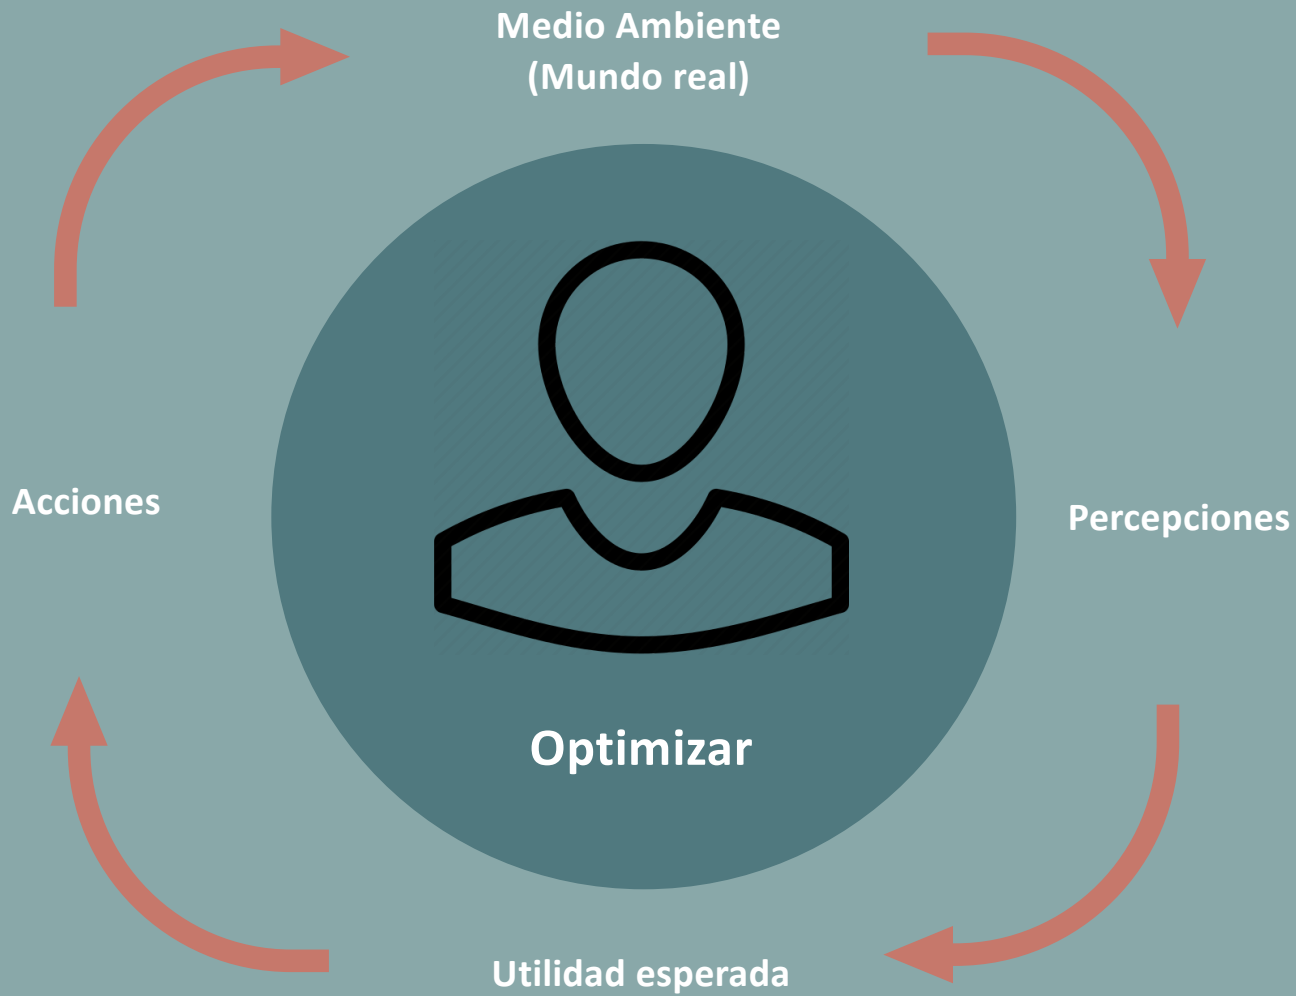 Medio Ambiente
(Mundo real)
Acciones
Percepciones
Optimizar
Utilidad esperada